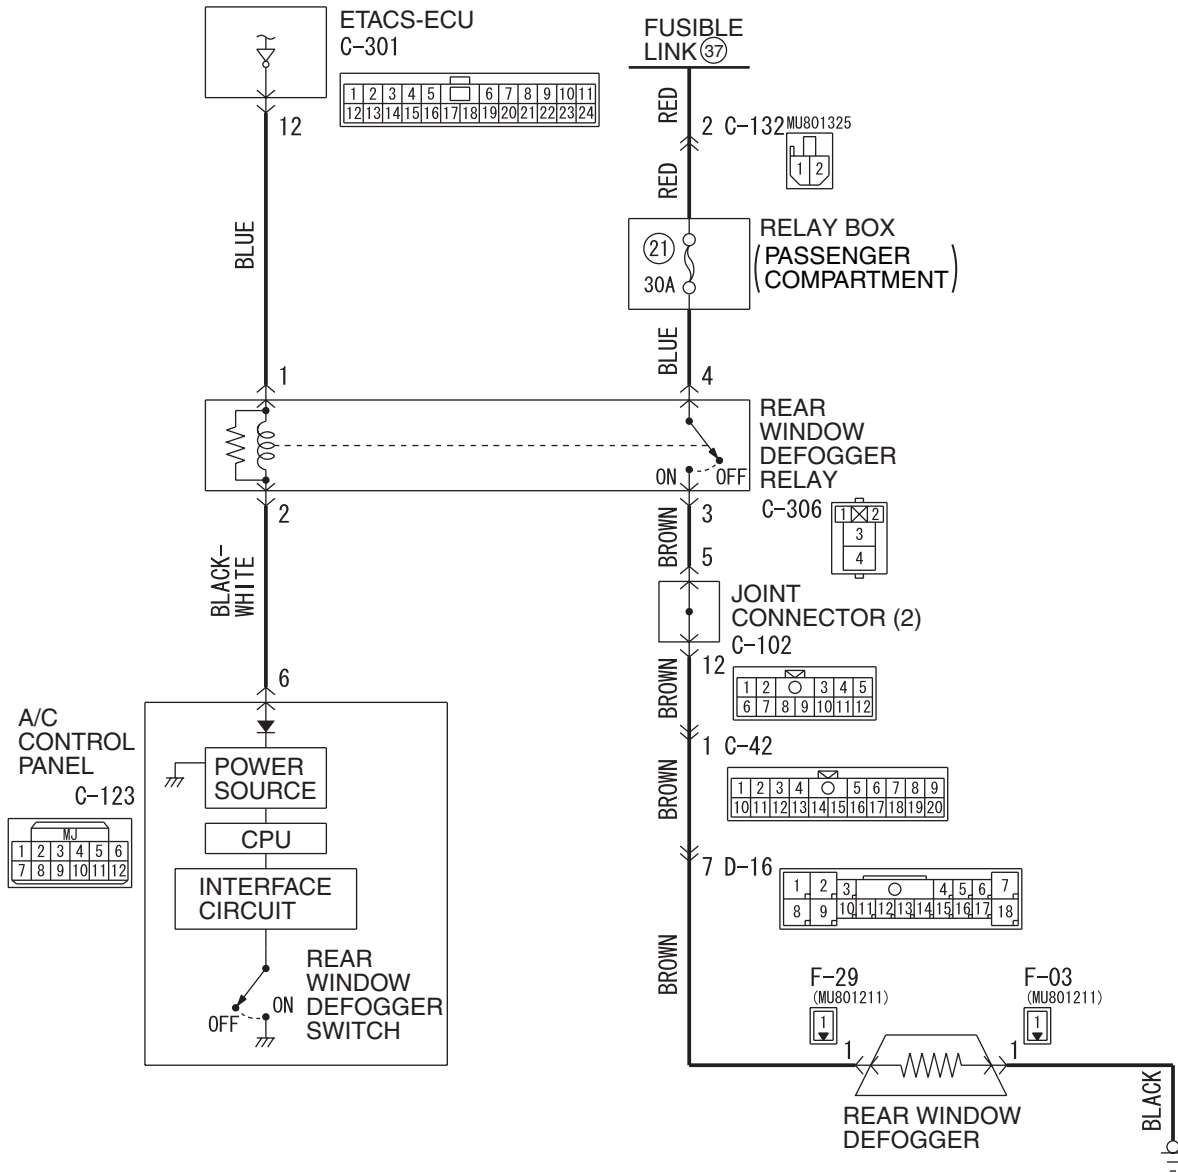 ETACS-ECU
C-301
1 2 3 4 5 6 7 8 9 10 11
12 13 14 15 16 17 18 19 20 21 22 23 24
12
BLUE
FUSIBLE
LINK 37
RED
2 C-132 MU801325
1 2
RED
RELAY BOX
(PASSENGER
COMPARTMENT)
21
30A
BLUE
1
4
REAR
WINDOW
DEFOGGER
RELAY
C-306
1 2
3
4
ON
OFF
2
3
BLACK-
WHITE
BROWN
5
JOINT
CONNECTOR (2)
C-102
1 2 3 4 5
6 7 8 9 10 11 12
12
BROWN
1 C-42
1 2 3 4 5 6 7 8 9
10 11 12 13 14 15 16 17 18 19 20
BROWN
7 D-16
1 2 3 4 5 6 7
8 9 10 11 12 13 14 15 16 17 18
BROWN
6
A/C
CONTROL
PANEL
C-123
MJ
1 2 3 4 5 6
7 8 9 10 11 12
POWER
SOURCE
CPU
INTERFACE
CIRCUIT
REAR
WINDOW
DEFOGGER
SWITCH
ON
OFF
F-29
(MU801211)
1
F-03
(MU801211)
1
1
1
REAR WINDOW
DEFOGGER
BLACK